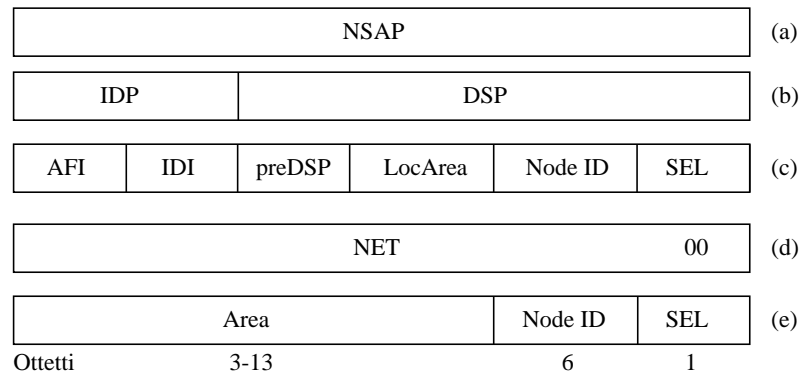 NSAP (a)
IDP DSP (b)
AFI IDI preDSP LocArea Node ID SEL (c)
NET 00 (d)
Area Node ID SEL (e)
Ottetti 3-13 6 1